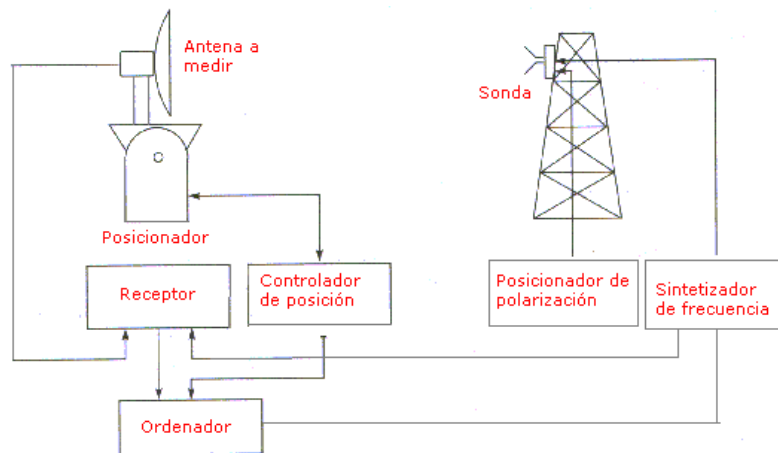 Antena a
medir
Sonda
Posicionador
Receptor
Controlador
de posición
Posicionador de
polarización
Sintetizador
de frecuencia
Ordenador